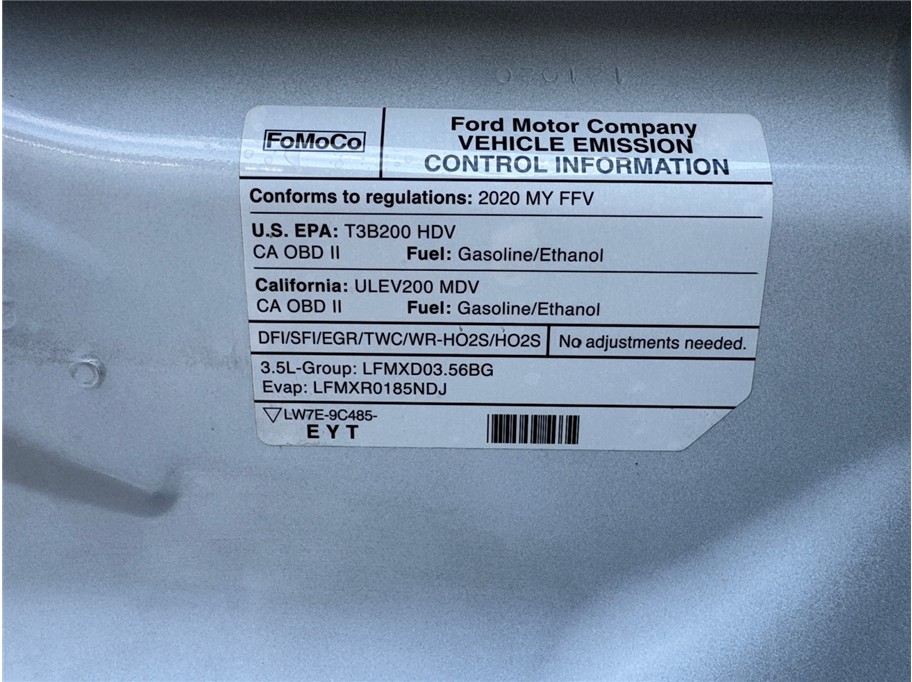 FoMoCo
Ford Motor Company
VEHICLE EMISSION
CONTROL INFORMATION
Conforms to regulations: 2020 MY FFV
U.S. EPA: T3B200 HDV
CA OBD II Fuel: Gasoline/Ethanol
California: ULEV200 MDV
CA OBD II Fuel: Gasoline/Ethanol
DFI/SFI/EGR/TWC/WR-HO2S/HO2S No adjustments needed.
3.5L-Group: LFMXD03.56BG
Evap: LFMXR0185NDJ
LW7E-9C485-
EYT